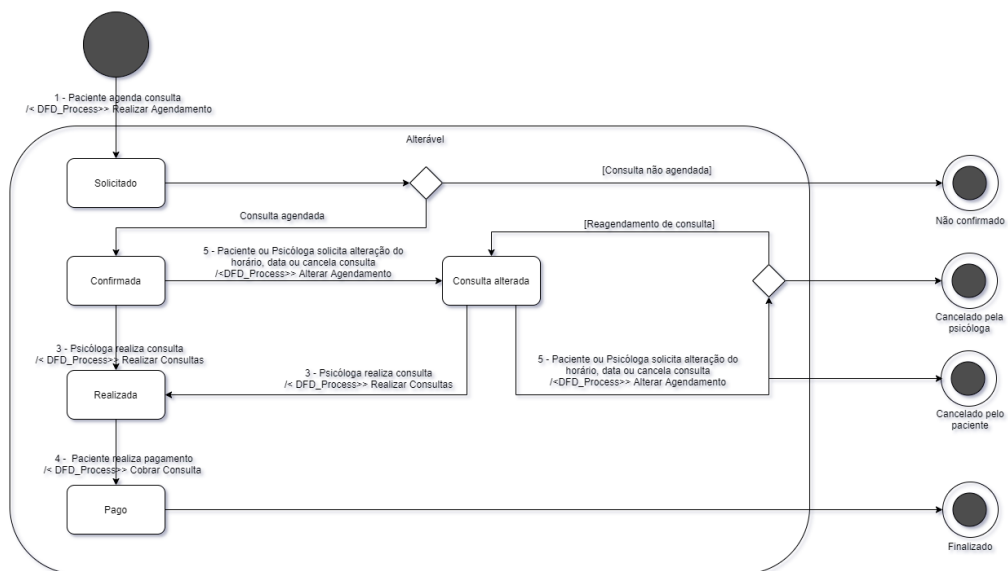 1 - Paciente agenda consulta
/< DFD_Process>> Realizar Agendamento
Alterável
Solicitado
[Consulta não agendada]
Não confirmado
Consulta agendada
[Reagendamento de consulta]
5 - Paciente ou Psicóloga solicita alteração do
horário, data ou cancela consulta
/<DFD_Process>> Alterar Agendamento
Confirmada
Consulta alterada
Cancelado pela
psicóloga
3 - Psicóloga realiza consulta
/< DFD_Process>> Realizar Consultas
3 - Psicóloga realiza consulta
/< DFD_Process>> Realizar Consultas
5 - Paciente ou Psicóloga solicita alteração do
horário, data ou cancela consulta
/<DFD_Process>> Alterar Agendamento
Realizada
Cancelado pelo
paciente
4 - Paciente realiza pagamento
/< DFD_Process>> Cobrar Consulta
Pago
Finalizado